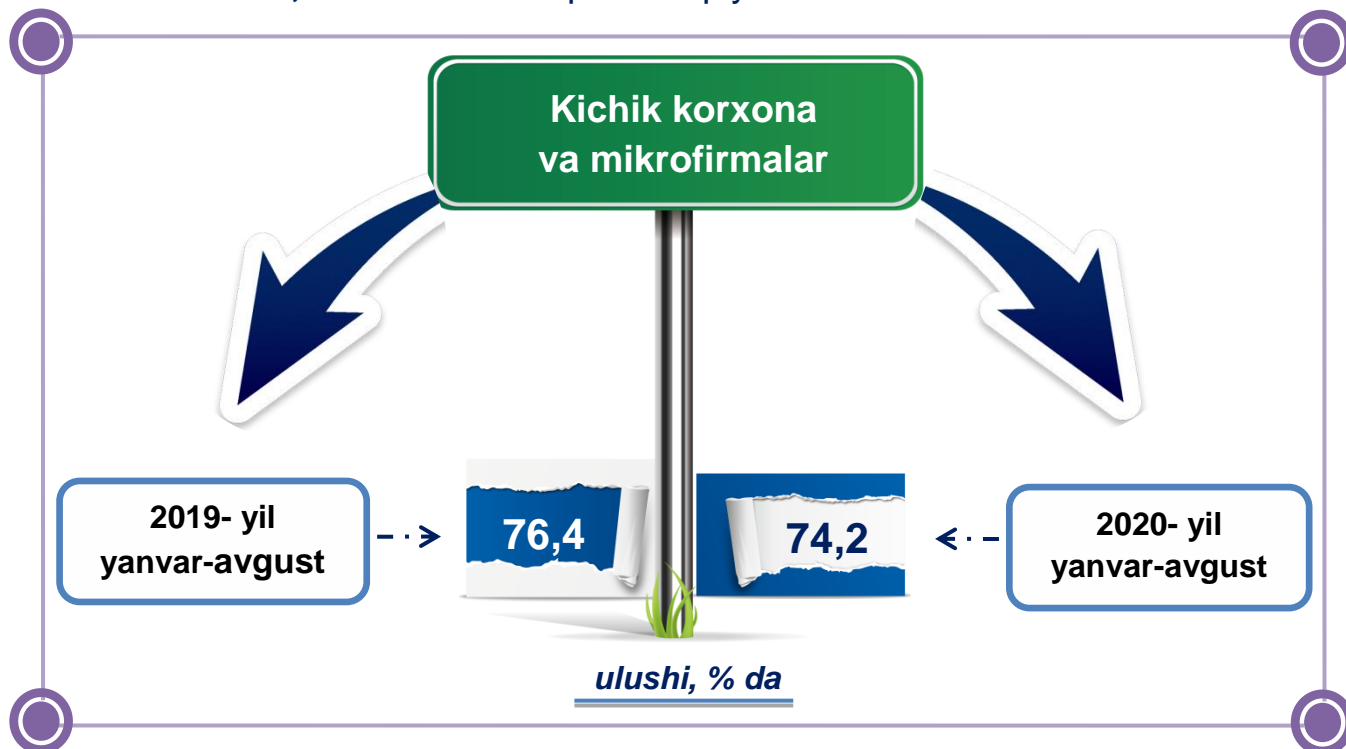 Kichik korxona
va mikrofirmalar
2019- yil
yanvar-avgust
76,4
74,2
2020- yil
yanvar-avgust
ulushi, % da